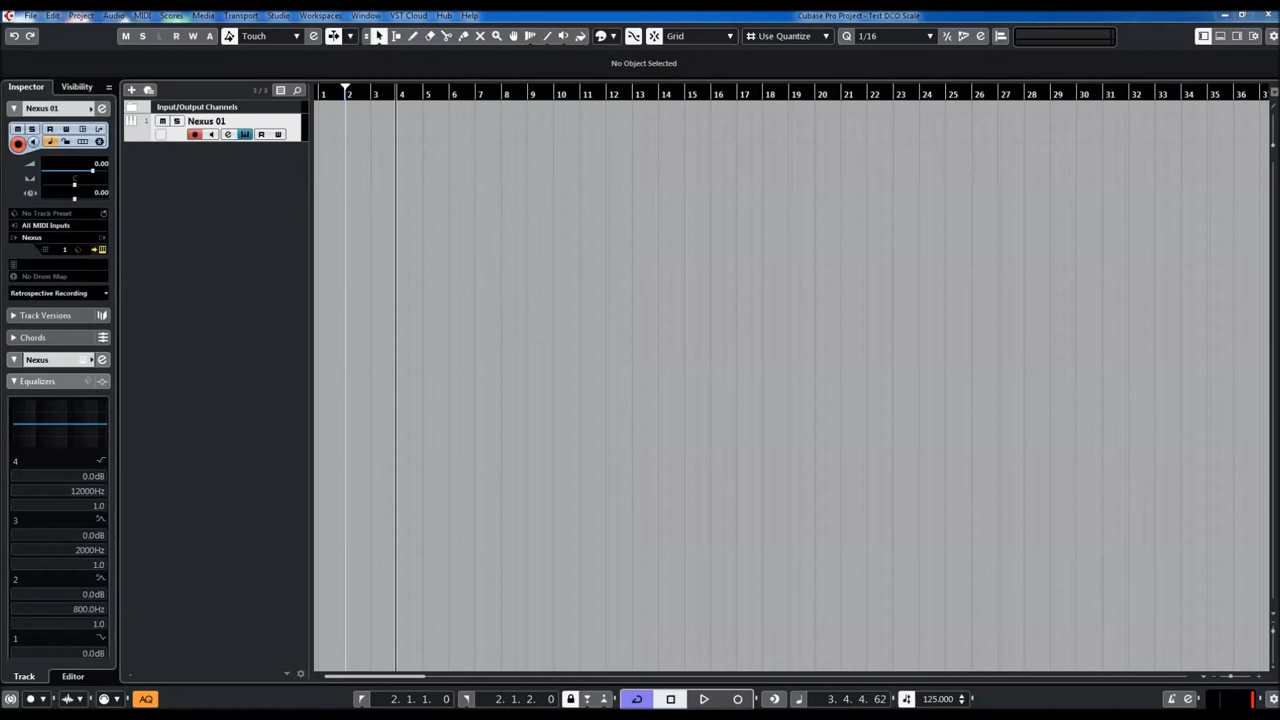 File Edit Project Audio MIDI Scores Media Transport Studio Workspaces Window VST Cloud Hub Help
Cubase Pro Project - Test DCO Scale
M S L R W A Touch Grid Use Quantize Q 1/16
No Object Selected
Inspector Visibility
3 / 3
1 2 3 4 5 6 7 8 9 10 11 12 13 14 15 16 17 18 19 20 21 22 23 24 25 26 27 28 29 30 31 32 33 34 35 36 37
Nexus 01
Input/Output Channels
1 M S Nexus 01
R W
M S R W
0.00
C
0.00
No Track Preset
All MIDI Inputs
Nexus
1
No Drum Map
Retrospective Recording
Track Versions
Chords
Nexus
Equalizers
4
0.0dB
12000Hz
1.0
3
0.0dB
2000Hz
1.0
2
0.0dB
800.0Hz
1.0
1
0.0dB
Track Editor
AQ 2. 1. 1. 0 2. 1. 2. 0 3. 4. 4. 62 125.000